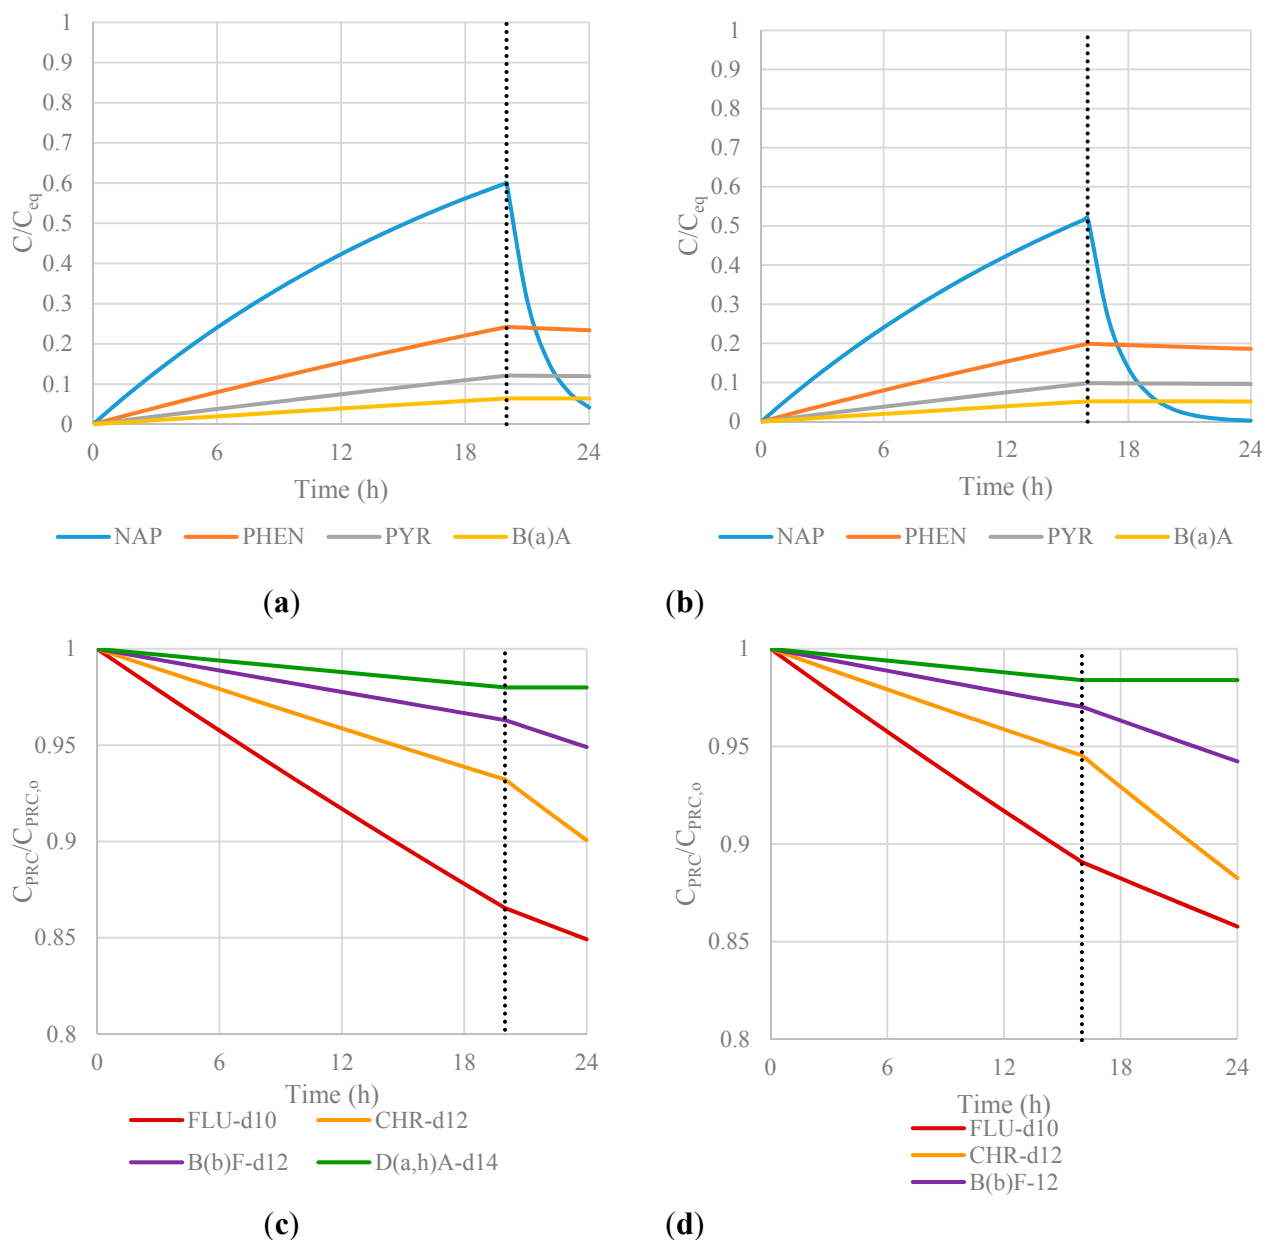 1
0.9
0.8
0.7
0.6
0.5
0.4
0.3
0.2
0.1
0
C/Ceq
0 6 12 18 24
Time (h)
NAP PHEN PYR B(a)A
(a)
1
0.9
0.8
0.7
0.6
0.5
0.4
0.3
0.2
0.1
0
C/Ceq
0 6 12 18 24
Time (h)
NAP PHEN PYR B(a)A
(b)
1
0.95
0.9
0.85
0.8
CPRC/CPRC,o
0 6 12 18 24
Time (h)
FLU-d10 CHR-d12
B(b)F-d12 D(a,h)A-d14
(c)
1
0.95
0.9
0.85
0.8
CPRC/CPRC,o
0 6 12 18 24
Time (h)
FLU-d10
CHR-d12
B(b)F-12
(d)